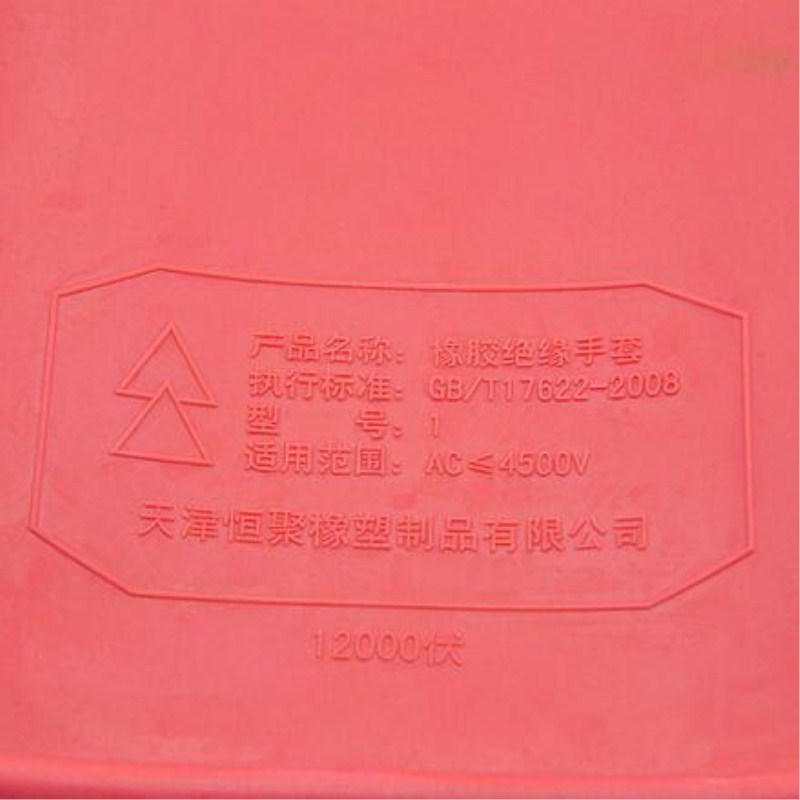 产品名称：橡胶绝缘手套
执行标准：GB/T17622-2008
型 号：1
适用范围：AC≤4500V
天津恒聚橡塑制品有限公司
12000伏